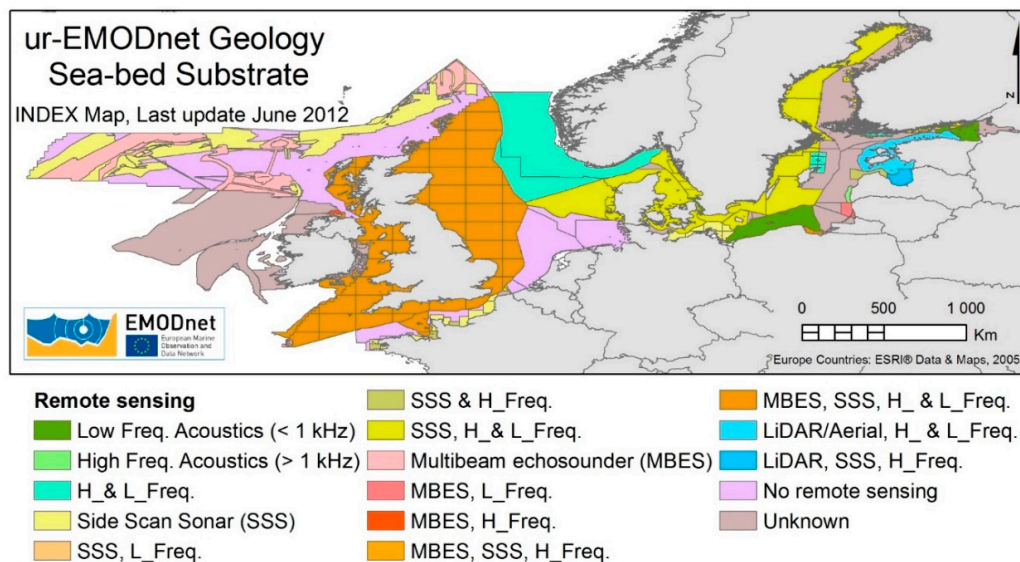 ur-EMODnet Geology
Sea-bed Substrate
INDEX Map, Last update June 2012
N
EMODnet
European Marine
Observation and
Data Network
0 500 1 000
Km
Europe Countries: ESRI® Data & Maps, 2005
Remote sensing
Low Freq. Acoustics (< 1 kHz)
High Freq. Acoustics (> 1 kHz)
H_& L_Freq.
Side Scan Sonar (SSS)
SSS, L_Freq.
SSS & H_Freq.
SSS, H_& L_Freq.
Multibeam echosounder (MBES)
MBES, L_Freq.
MBES, H_Freq.
MBES, SSS, H_Freq.
MBES, SSS, H_ & L_Freq.
LiDAR/Aerial, H_ & L_Freq.
LiDAR, SSS, H_Freq.
No remote sensing
Unknown